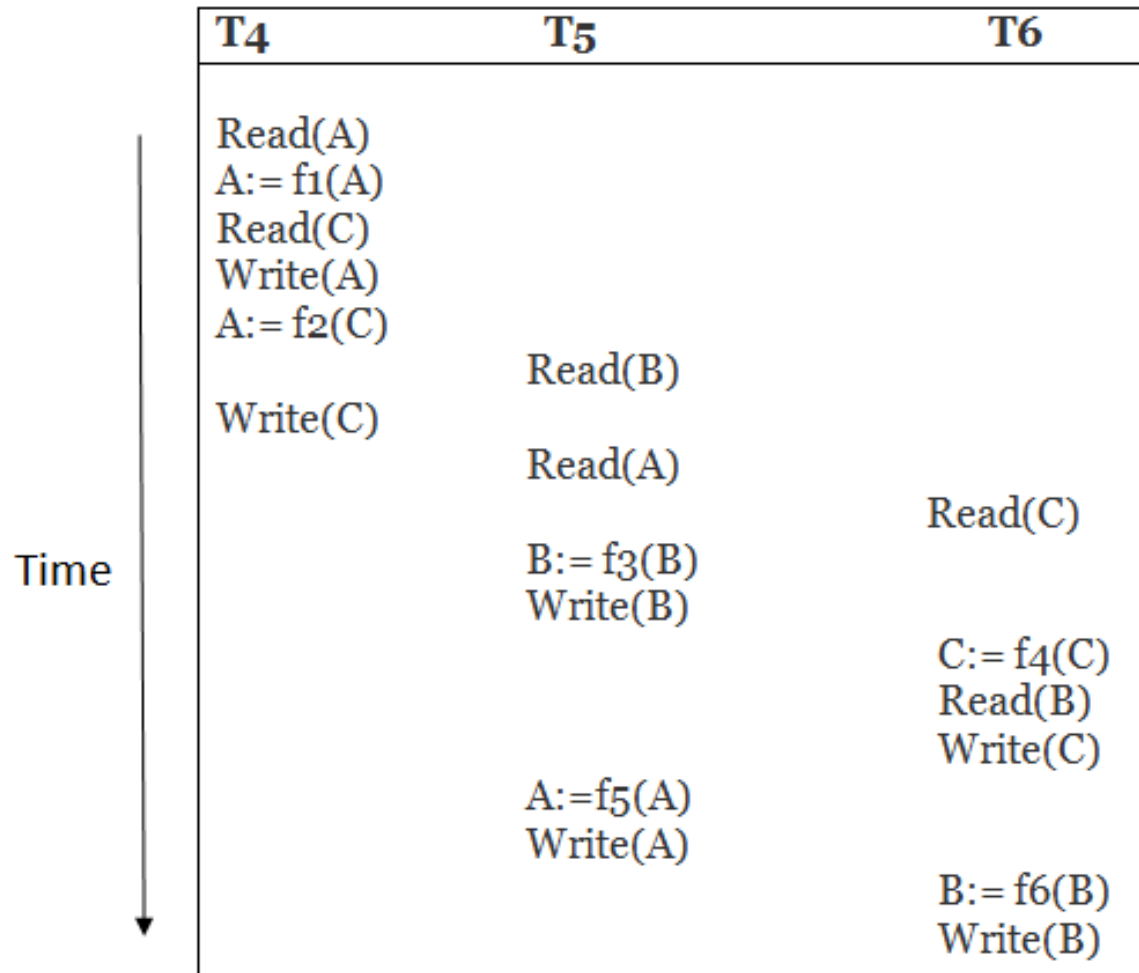 T4 T5 T6
Read(A)
A:= f1(A)
Read(C)
Write(A)
A:= f2(C)
Read(B)
Write(C)
Read(A)
Read(C)
Time
B:= f3(B)
Write(B)
C:= f4(C)
Read(B)
Write(C)
A:=f5(A)
Write(A)
B:= f6(B)
Write(B)